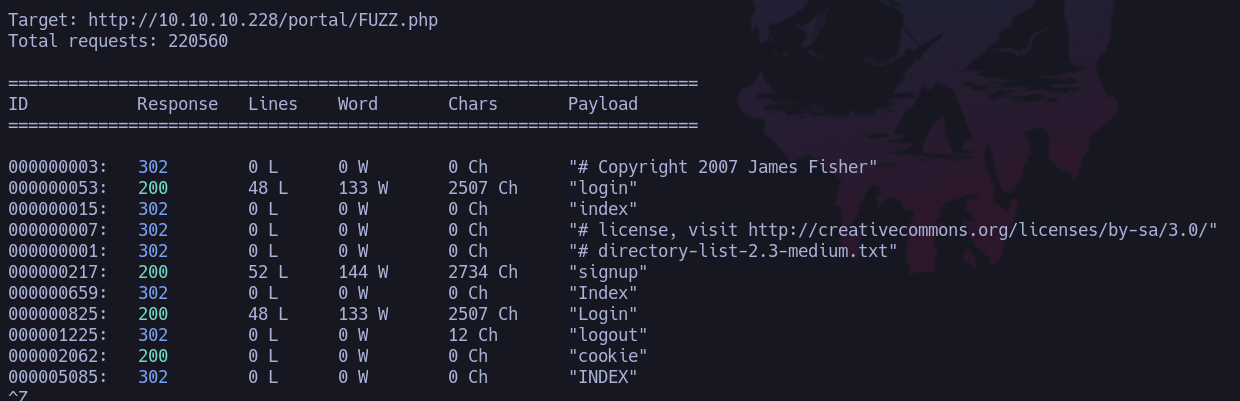 Target: http://10.10.10.228/portal/FUZZ.php
Total requests: 220560
=====================================================================
ID           Response   Lines    Word       Chars       Payload
=====================================================================
000000003:   302        0 L      0 W        0 Ch        "# Copyright 2007 James Fisher"
000000053:   200        48 L     133 W      2507 Ch     "login"
000000015:   302        0 L      0 W        0 Ch        "index"
000000007:   302        0 L      0 W        0 Ch        "# license, visit http://creativecommons.org/licenses/by-sa/3.0/"
000000001:   302        0 L      0 W        0 Ch        "# directory-list-2.3-medium.txt"
000000217:   200        52 L     144 W      2734 Ch     "signup"
000000659:   302        0 L      0 W        0 Ch        "Index"
000000825:   200        48 L     133 W      2507 Ch     "Login"
000001225:   302        0 L      0 W        12 Ch       "logout"
000002062:   200        0 L      0 W        0 Ch        "cookie"
000005085:   302        0 L      0 W        0 Ch        "INDEX"
^Z